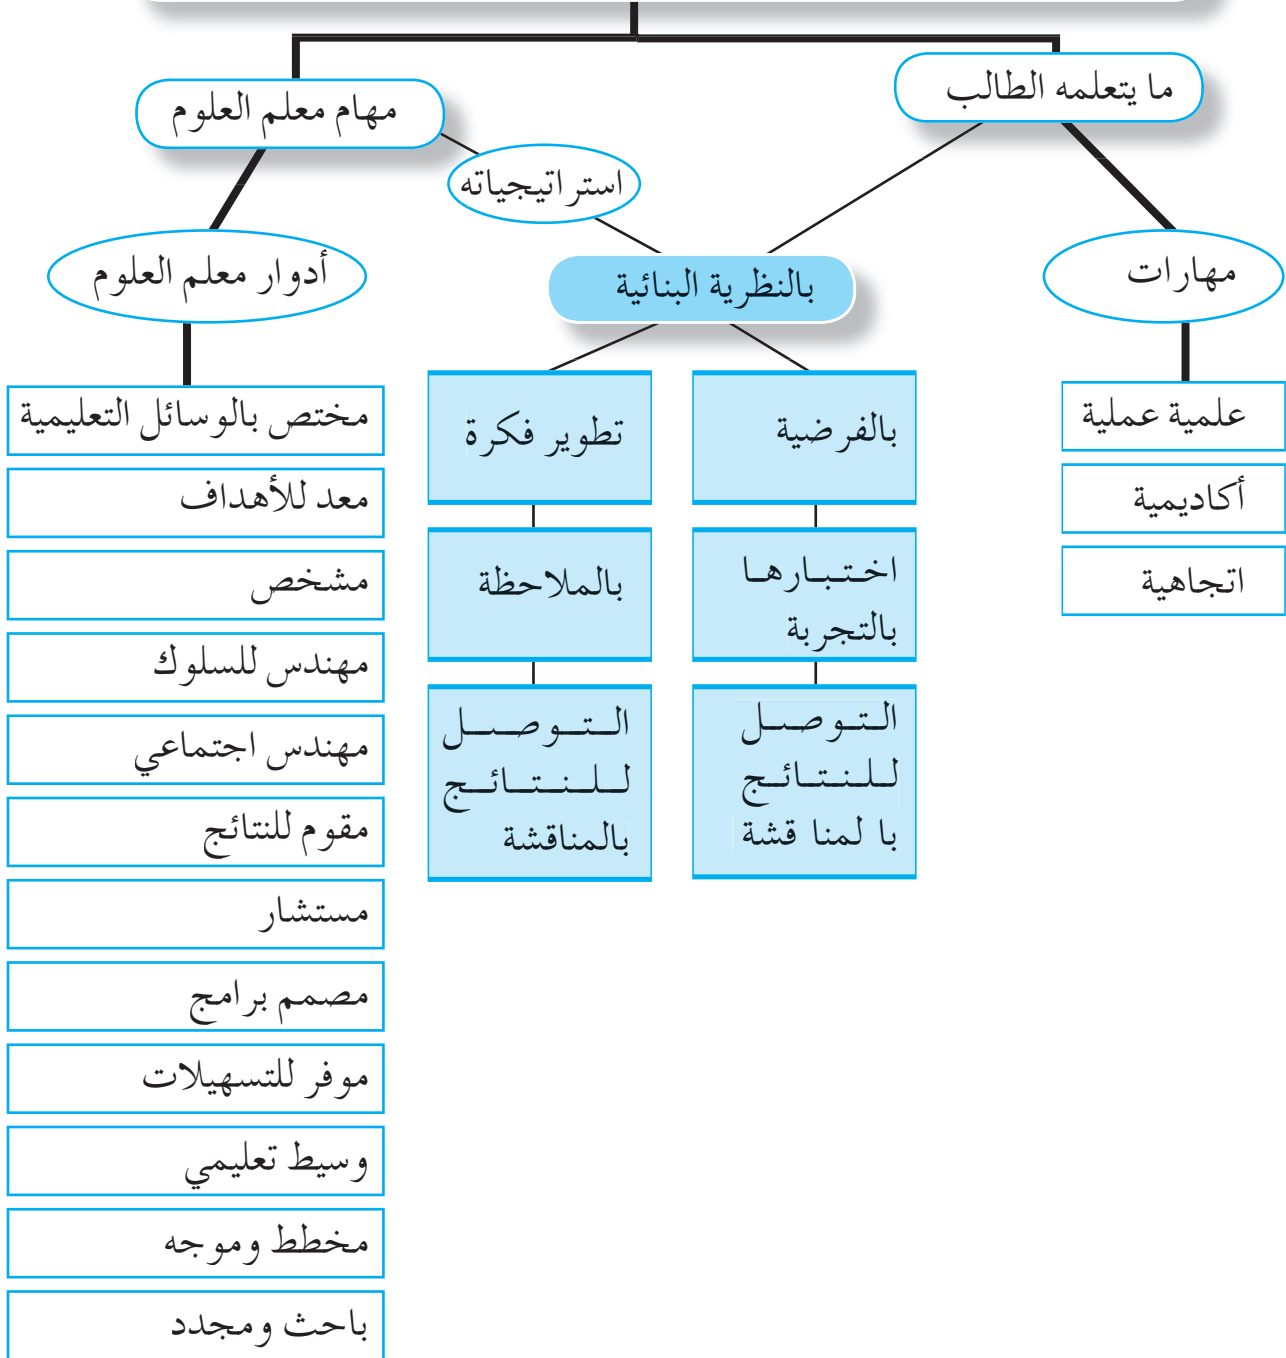 ما يتعلمه الطالب
مهام معلم العلوم
استراتيجياته
مهارات
بالنظرية البنائية
أدوار معلم العلوم
علمية عملية
أكاديمية
اتجاهية
بالفرضية
اختبارها
بالتجربة
التوصل
للنتائج
با لمنا قشة
تطوير فكرة
بالملاحظة
التوصل
للنتائج
بالمناقشة
مختص بالوسائل التعليمية
معد للأهداف
مشخص
مهندس للسلوك
مهندس اجتماعي
مقوم للنتائج
مستشار
مصمم برامج
موفر للتسهيلات
وسيط تعليمي
مخطط وموجه
باحث ومجدد